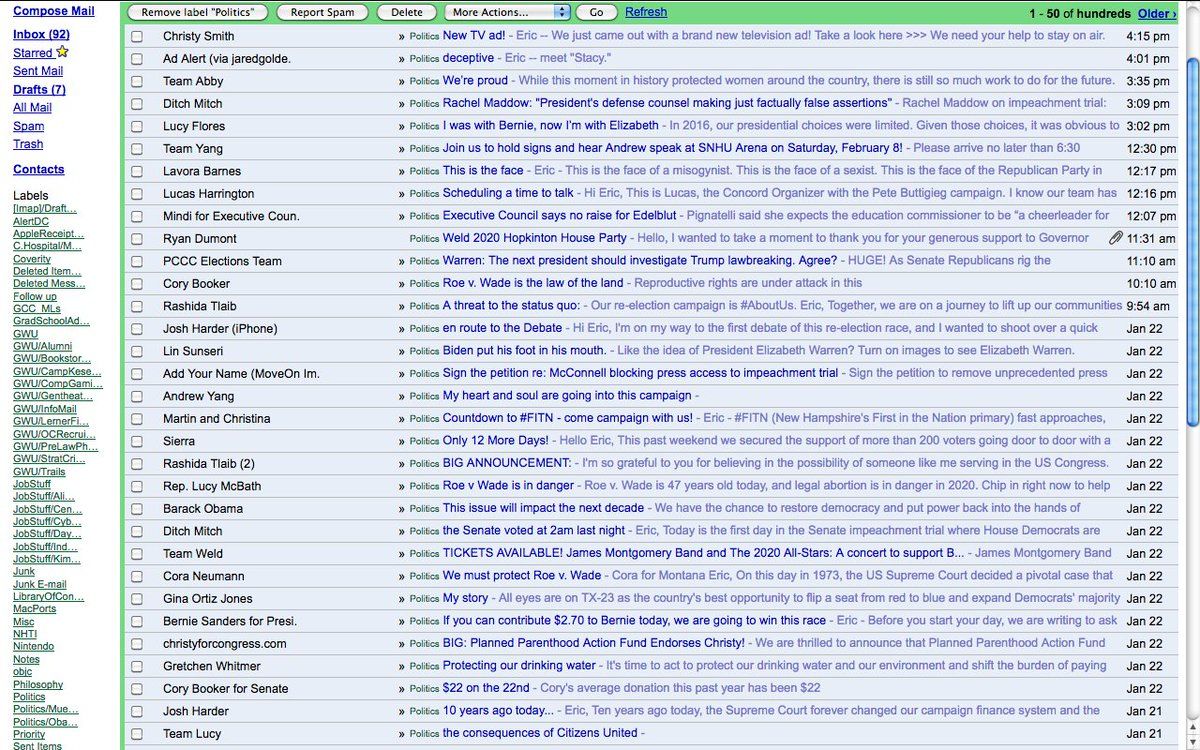 Compose Mail
Inbox (92)
Starred
Sent Mail
Drafts (7)
All Mail
Spam
Trash
Contacts
Labels
[Imap]/Draft...
AlertDC
AppleReceipt...
C.Hospital/M...
Coverity
Deleted Item...
Deleted Mess...
Follow up
GCC_MLs
GradSchoolAd...
GWU
GWU/Alumni
GWU/Bookstor...
GWU/CampKese...
GWU/CompGami...
GWU/Gentheat...
GWU/InfoMail
GWU/LernerFi...
GWU/OCRecrui...
GWU/PreLawPh...
GWU/StratCri...
GWU/Trails
JobStuff
JobStuff/Ali...
JobStuff/Cen...
JobStuff/Cyb...
JobStuff/Day...
JobStuff/Ind...
JobStuff/Kim...
Junk
Junk E-mail
LibraryOfCon...
MacPorts
Misc
NHTI
Nintendo
Notes
objc
Philosophy
Politics
Politics/Mue...
Politics/Oba...
Priority
Sent Items
Remove label "Politics" Report Spam Delete More Actions... Go Refresh 1 - 50 of hundreds Older ›
Christy Smith » Politics New TV ad! - Eric -- We just came out with a brand new television ad! Take a look here >>> We need your help to stay on air. 4:15 pm
Ad Alert (via jaredgolde. » Politics deceptive - Eric -- meet "Stacy." 4:01 pm
Team Abby » Politics We're proud - While this moment in history protected women around the country, there is still so much work to do for the future. 3:35 pm
Ditch Mitch » Politics Rachel Maddow: "President's defense counsel making just factually false assertions" - Rachel Maddow on impeachment trial: 3:09 pm
Lucy Flores » Politics I was with Bernie, now I'm with Elizabeth - In 2016, our presidential choices were limited. Given those choices, it was obvious to 3:02 pm
Team Yang » Politics Join us to hold signs and hear Andrew speak at SNHU Arena on Saturday, February 8! - Please arrive no later than 6:30 12:30 pm
Lavora Barnes » Politics This is the face - Eric - This is the face of a misogynist. This is the face of a sexist. This is the face of the Republican Party in 12:17 pm
Lucas Harrington » Politics Scheduling a time to talk - Hi Eric, This is Lucas, the Concord Organizer with the Pete Buttigieg campaign. I know our team has 12:16 pm
Mindi for Executive Coun. » Politics Executive Council says no raise for Edelblut - Pignatelli said she expects the education commissioner to be "a cheerleader for 12:07 pm
Ryan Dumont Politics Weld 2020 Hopkinton House Party - Hello, I wanted to take a moment to thank you for your generous support to Governor 11:31 am
PCCC Elections Team » Politics Warren: The next president should investigate Trump lawbreaking. Agree? - HUGE! As Senate Republicans rig the 11:10 am
Cory Booker » Politics Roe v. Wade is the law of the land - Reproductive rights are under attack in this 10:10 am
Rashida Tlaib » Politics A threat to the status quo: - Our re-election campaign is #AboutUs. Eric, Together, we are on a journey to lift up our communities 9:54 am
Josh Harder (iPhone) » Politics en route to the Debate - Hi Eric, I'm on my way to the first debate of this re-election race, and I wanted to shoot over a quick Jan 22
Lin Sunseri » Politics Biden put his foot in his mouth. - Like the idea of President Elizabeth Warren? Turn on images to see Elizabeth Warren. Jan 22
Add Your Name (MoveOn Im. » Politics Sign the petition re: McConnell blocking press access to impeachment trial - Sign the petition to remove unprecedented press Jan 22
Andrew Yang » Politics My heart and soul are going into this campaign - Jan 22
Martin and Christina » Politics Countdown to #FITN - come campaign with us! - Eric - #FITN (New Hampshire's First in the Nation primary) fast approaches, Jan 22
Sierra » Politics Only 12 More Days! - Hello Eric, This past weekend we secured the support of more than 200 voters going door to door with a Jan 22
Rashida Tlaib (2) » Politics BIG ANNOUNCEMENT: - I'm so grateful to you for believing in the possibility of someone like me serving in the US Congress. Jan 22
Rep. Lucy McBath » Politics Roe v Wade is in danger - Roe v. Wade is 47 years old today, and legal abortion is in danger in 2020. Chip in right now to help Jan 22
Barack Obama » Politics This issue will impact the next decade - We have the chance to restore democracy and put power back into the hands of Jan 22
Ditch Mitch » Politics the Senate voted at 2am last night - Eric, Today is the first day in the Senate impeachment trial where House Democrats are Jan 22
Team Weld » Politics TICKETS AVAILABLE! James Montgomery Band and The 2020 All-Stars: A concert to support B... - James Montgomery Band Jan 22
Cora Neumann » Politics We must protect Roe v. Wade - Cora for Montana Eric, On this day in 1973, the US Supreme Court decided a pivotal case that Jan 22
Gina Ortiz Jones » Politics My story - All eyes are on TX-23 as the country's best opportunity to flip a seat from red to blue and expand Democrats' majority Jan 22
Bernie Sanders for Presi. » Politics If you can contribute $2.70 to Bernie today, we are going to win this race - Eric - Before you start your day, we are writing to ask Jan 22
christyforcongress.com » Politics BIG: Planned Parenthood Action Fund Endorses Christy! - We are thrilled to announce that Planned Parenthood Action Fund Jan 22
Gretchen Whitmer » Politics Protecting our drinking water - It's time to act to protect our drinking water and our environment and shift the burden of paying Jan 22
Cory Booker for Senate » Politics $22 on the 22nd - Cory's average donation this past year has been $22 Jan 22
Josh Harder » Politics 10 years ago today... - Eric, Ten years ago today, the Supreme Court forever changed our campaign finance system and the Jan 21
Team Lucy » Politics the consequences of Citizens United - Jan 21